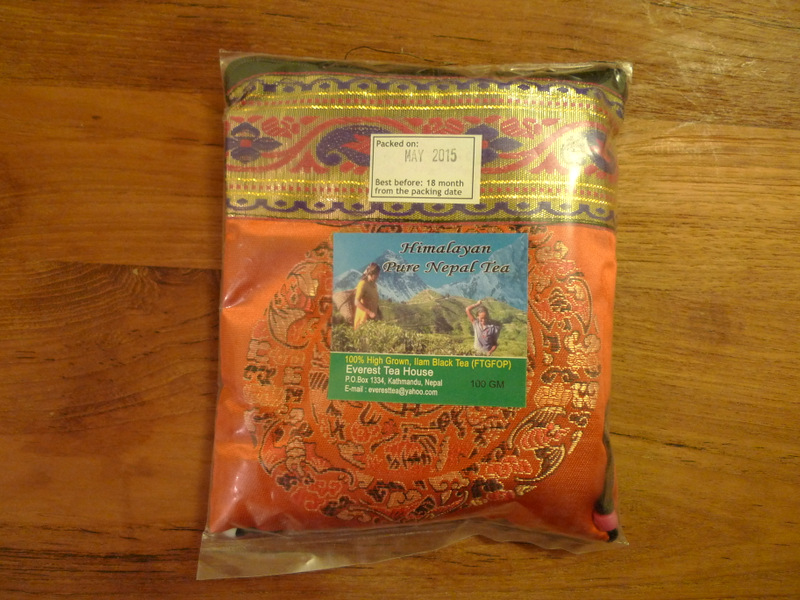 Packed on:
MAY 2015
Best before: 18 month
from the packing date
Himalayan
Pure Nepal Tea
100% High Grown, Ilam Black Tea (FTGFOP)
Everest Tea House
P.O.Box 1334, Kathmandu, Nepal
100 GM
E-mail : everesttea@yahoo.com